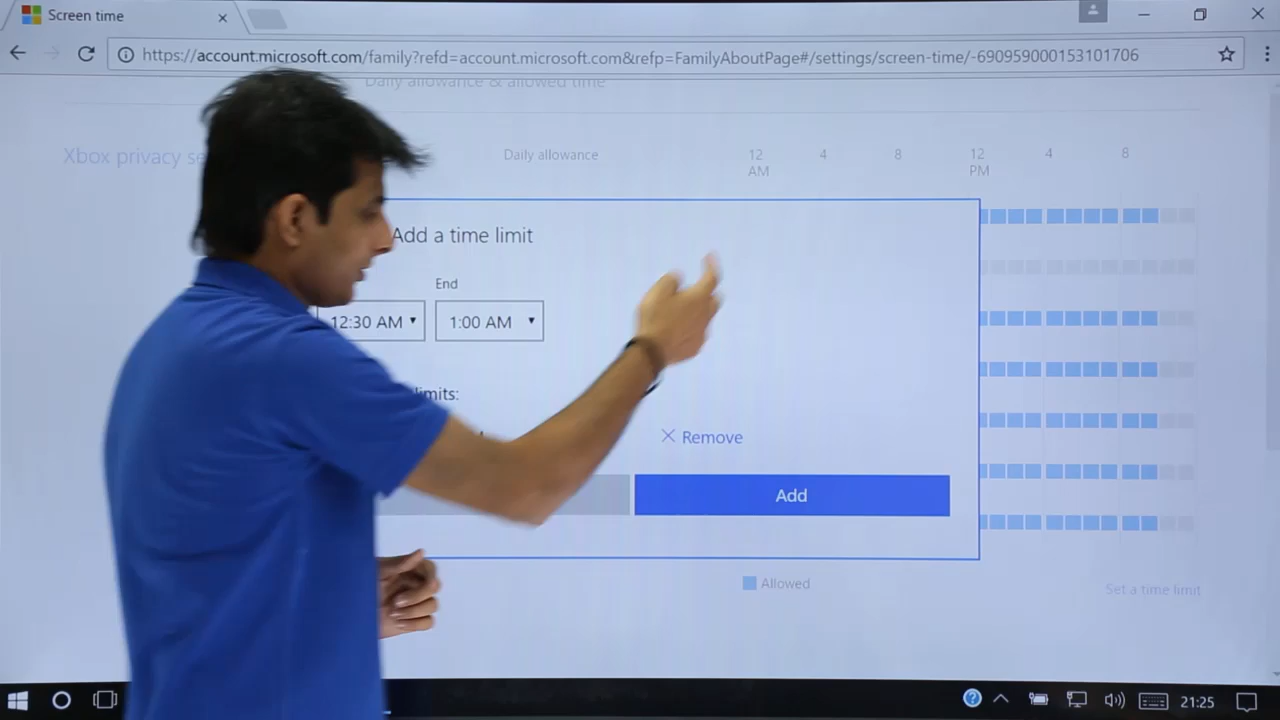 Screen time
https://account.microsoft.com/family?refd=account.microsoft.com&refp=FamilyAboutPage#/settings/screen-time/-690959000153101706
Daily allowance & allowed time
Xbox privacy
Daily allowance
12 AM 4 8 12 PM 4 8
Add a time limit
End
12:30 AM 1:00 AM
limits:
Remove
Add
Allowed
Set a time limit
21:25